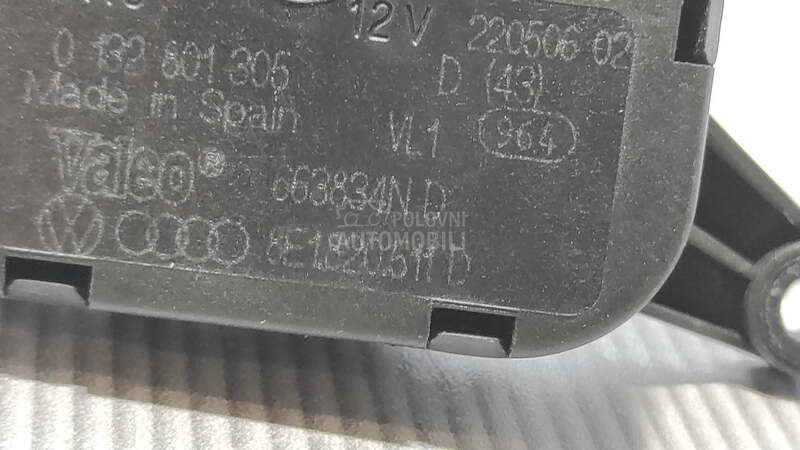 12 V 220506 02
0 132 801 305 D (43)
Made in Spain VL1 964
Valeo® 663834N D
POLOVNI
AUTOMOBILI
D